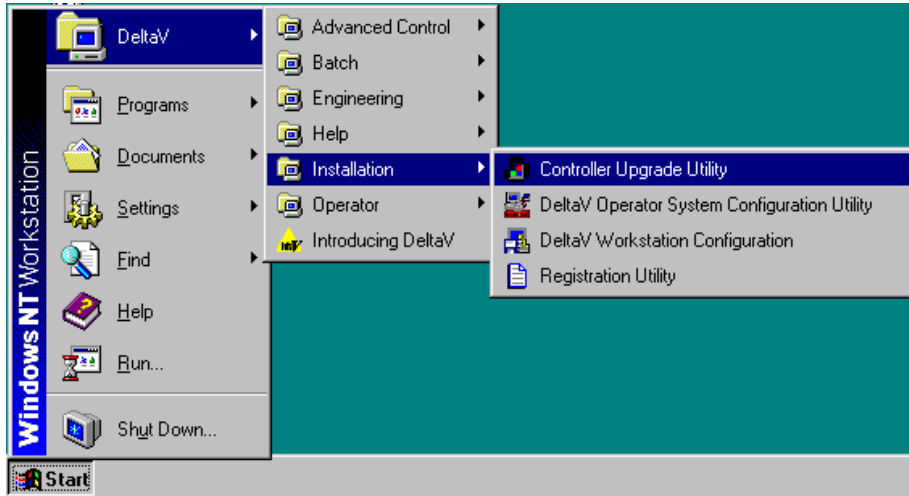 DeltaV
Programs
Documents
Settings
Find
Help
Run...
Shut Down...
Windows NT Workstation
Start
Advanced Control
Batch
Engineering
Help
Installation
Operator
Introducing DeltaV
Controller Upgrade Utility
DeltaV Operator System Configuration Utility
DeltaV Workstation Configuration
Registration Utility